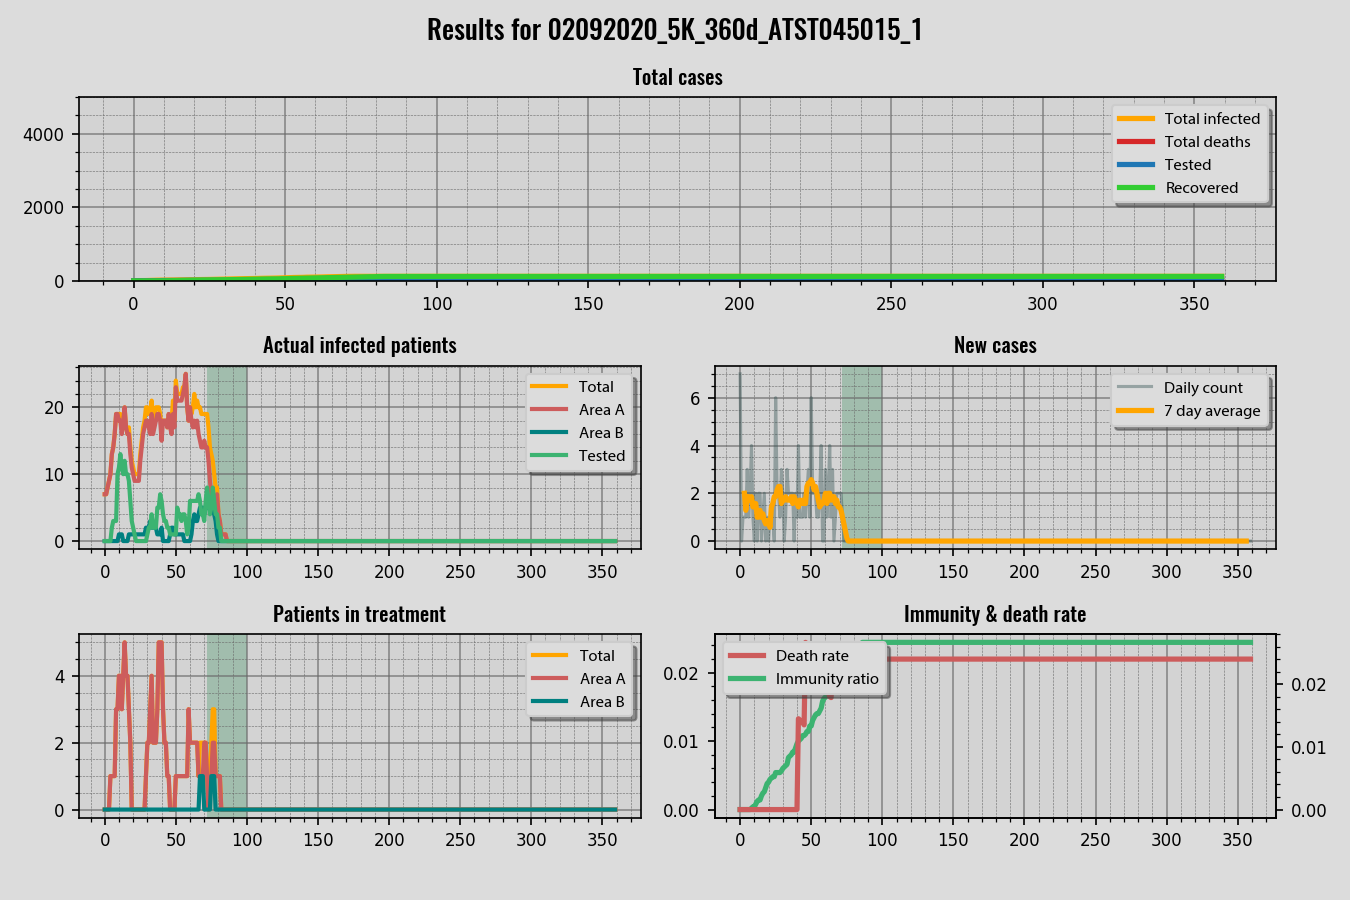 Results for 02092020_5K_360d_ATST045015_1
Total cases
4000
2000
0
Total infected
Total deaths
Tested
Recovered
0 50 100 150 200 250 300 350
Actual infected patients
20
10
0
Total
Area A
Area B
Tested
0 50 100 150 200 250 300 350
New cases
6
4
2
0
Daily count
7 day average
0 50 100 150 200 250 300 350
Patients in treatment
4
2
0
Total
Area A
Area B
0 50 100 150 200 250 300 350
Immunity & death rate
0.02
0.01
0.00
Death rate
Immunity ratio
0.02
0.01
0.00
0 50 100 150 200 250 300 350